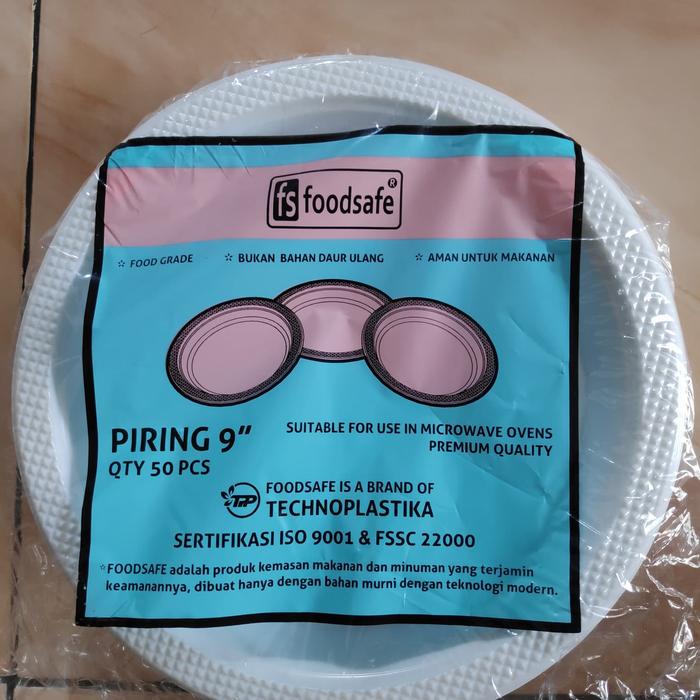 fs foodsafe®
☆ FOOD GRADE ☆ BUKAN BAHAN DAUR ULANG ☆ AMAN UNTUK MAKANAN
PIRING 9”
QTY 50 PCS
SUITABLE FOR USE IN MICROWAVE OVENS
PREMIUM QUALITY
TPP
FOODSAFE IS A BRAND OF
TECHNOPLASTIKA
SERTIFIKASI ISO 9001 & FSSC 22000
☆FOODSAFE adalah produk kemasan makanan dan minuman yang terjamin
keamanannya, dibuat hanya dengan bahan murni dengan teknologi modern.